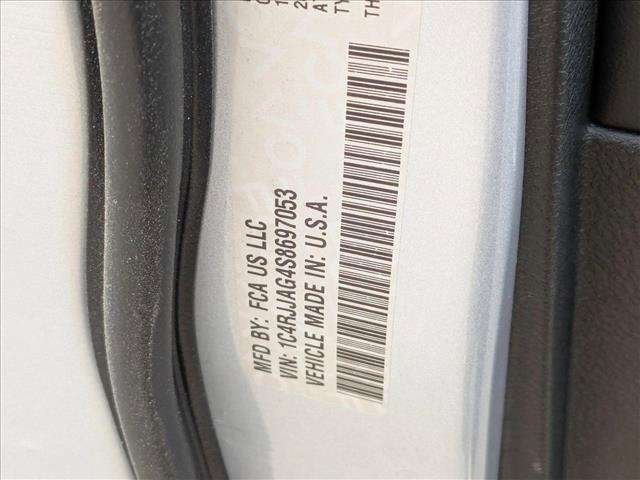 MFD BY: FCA US LLC
VIN: 1C4RJJAG4S8697053
VEHICLE MADE IN: U.S.A.